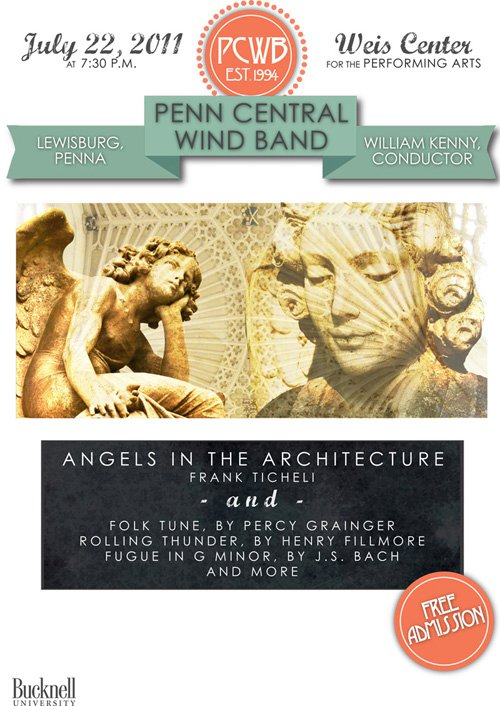 July 22, 2011
AT 7:30 P.M.
PCWB
EST. 1994
Weis Center
FOR THE PERFORMING ARTS
PENN CENTRAL
WIND BAND
LEWISBURG,
PENNA
WILLIAM KENNY,
CONDUCTOR
ANGELS IN THE ARCHITECTURE
FRANK TICHELI
- and -
FOLK TUNE, BY PERCY GRAINGER
ROLLING THUNDER, BY HENRY FILLMORE
FUGUE IN G MINOR, BY J.S. BACH
AND MORE
FREE
ADMISSION
Bucknell
UNIVERSITY